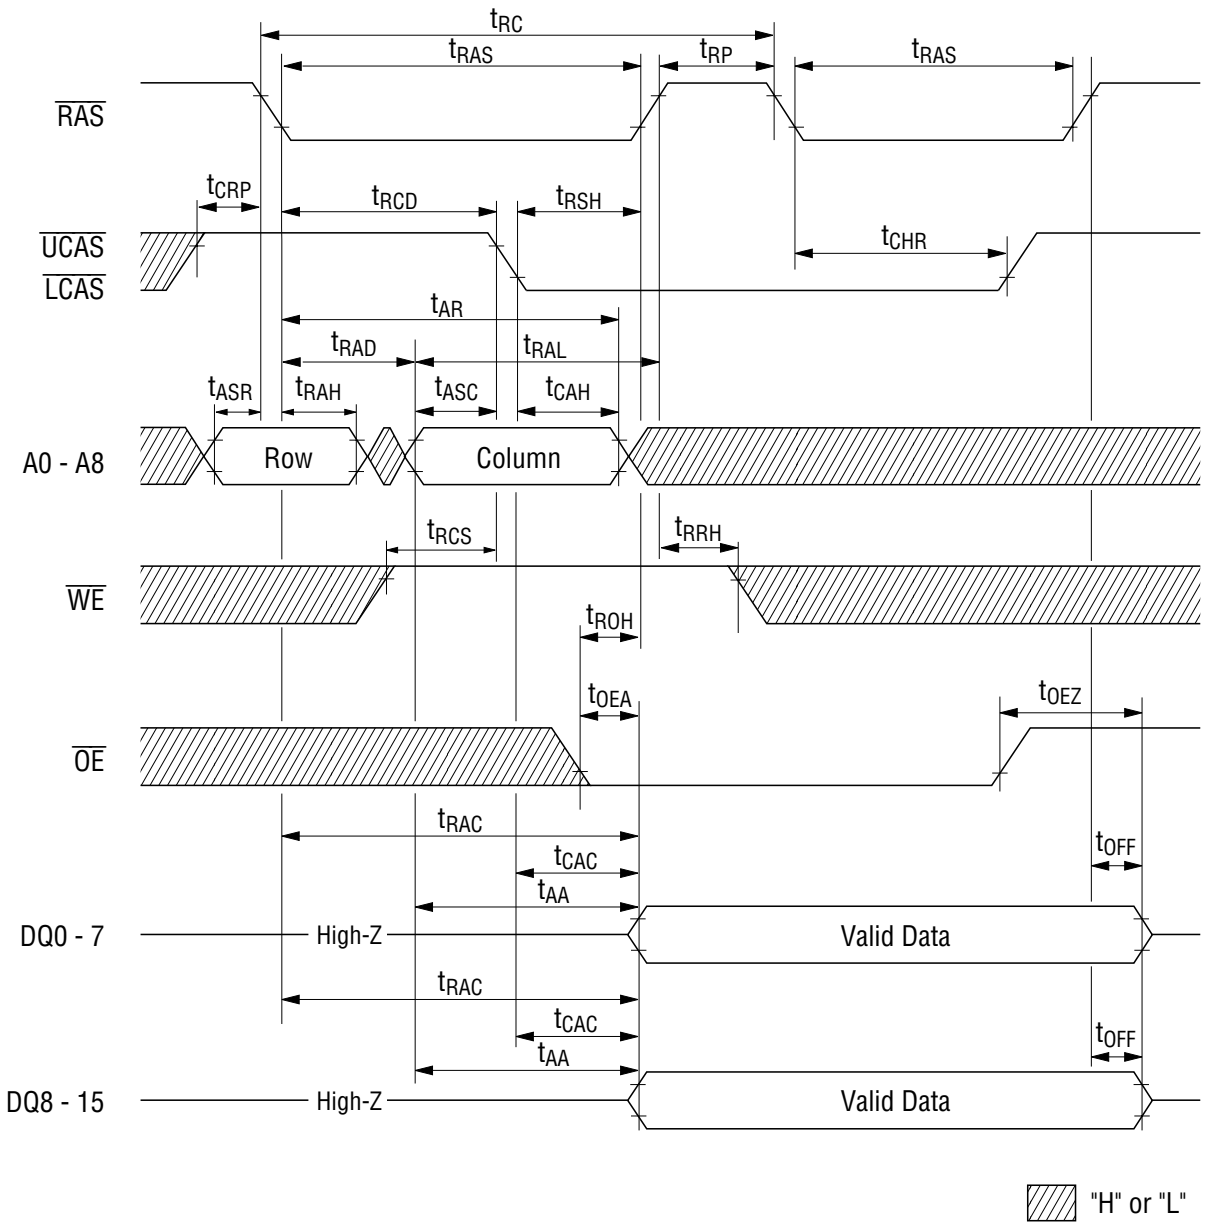 tRC
tRAS tRP tRAS
RAS
tCRP tRCD tRSH
UCAS tCHR
LCAS
tAR
tRAD tRAL
tASR tRAH tASC tCAH
A0 - A8 Row Column
tRCS tRRH
WE
tROH
tOEA tOEZ
OE
tRAC
tCAC tOFF
tAA
DQ0 - 7 High-Z Valid Data
tRAC
tCAC tOFF
tAA
DQ8 - 15 High-Z Valid Data
"H" or "L"